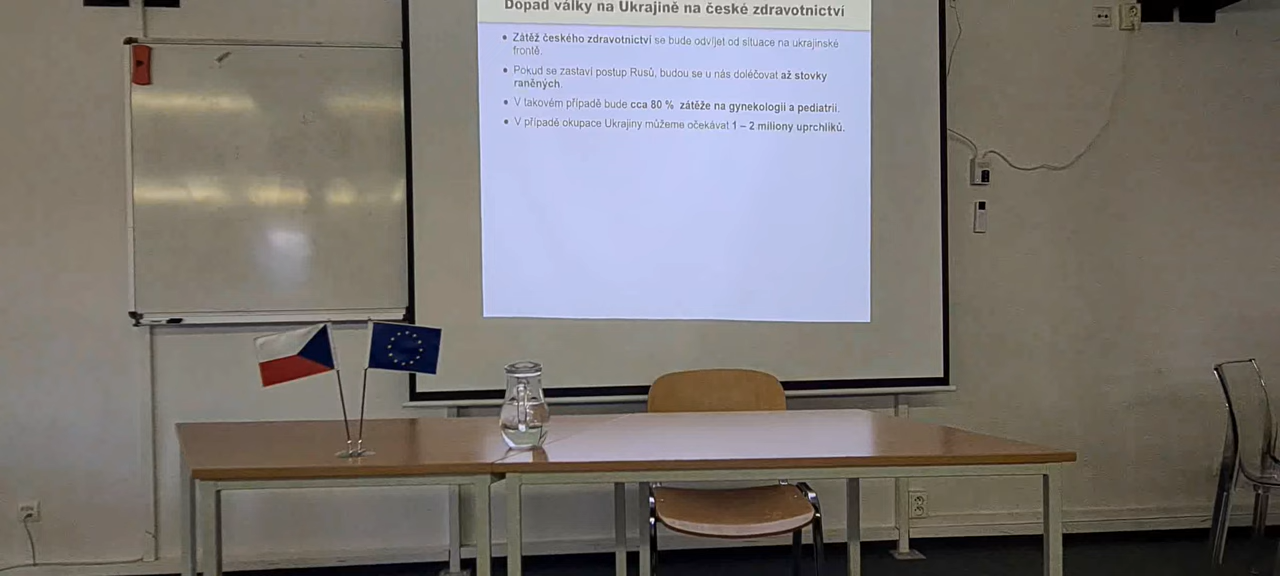 Dopad války na Ukrajině na české zdravotnictví
• Zátěž českého zdravotnictví se bude odvíjet od situace na ukrajinské
frontě.
• Pokud se zastaví postup Rusů, budou se u nás doléčovat až stovky
raněných.
• V takovém případě bude cca 80 % zátěže na gynekologii a pediatrii.
• V případě okupace Ukrajiny můžeme očekávat 1 – 2 miliony uprchlíků.